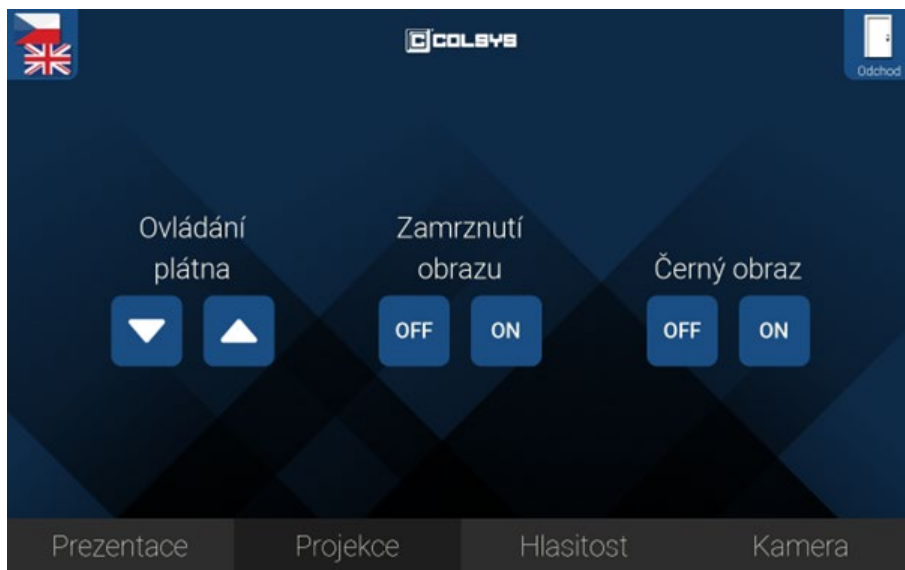 COLSYS
Odchod
Ovládání
plátna
Zamrznutí
obrazu
Černý obraz
OFF ON
OFF ON
Prezentace
Projekce
Hlasitost
Kamera